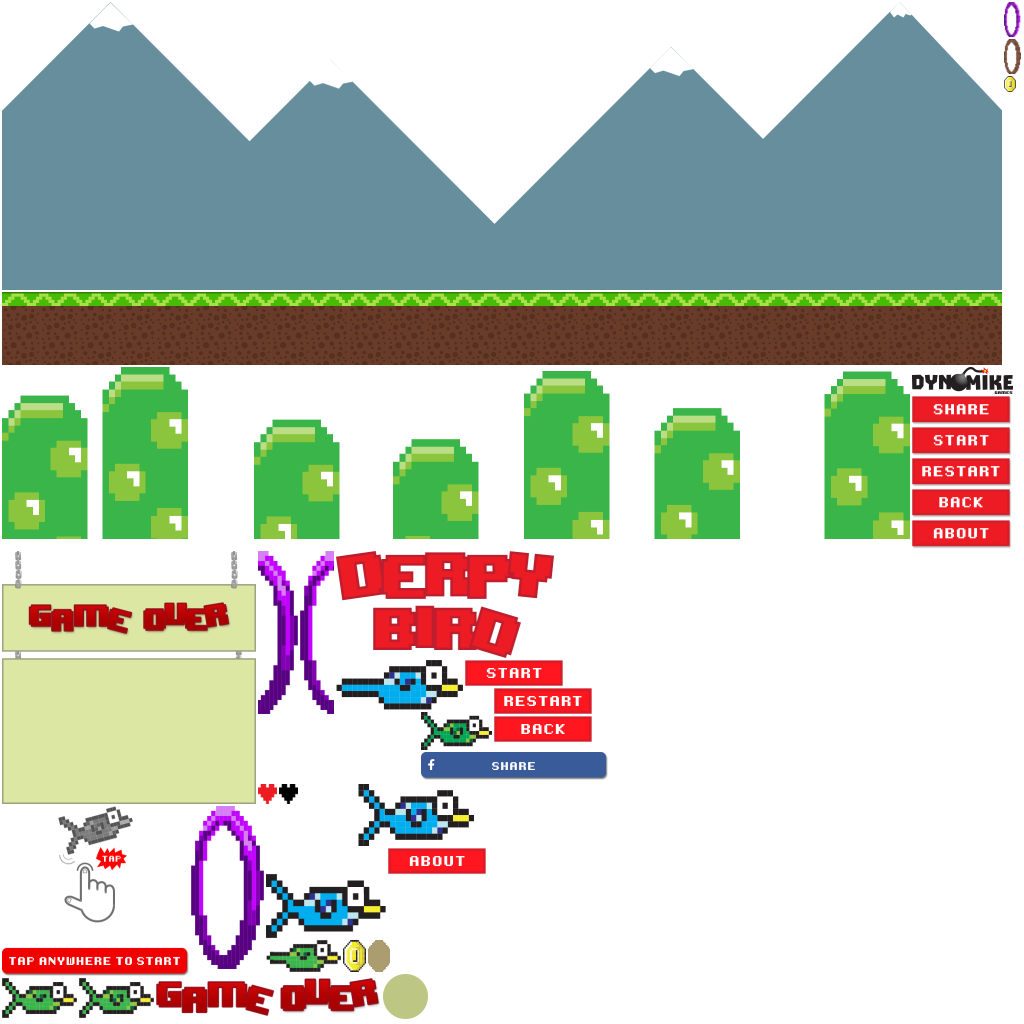 DYNOMIKE
GAMES
SHARE
START
RESTART
BACK
ABOUT
GAME OVER
DERPY
BIRD
START
RESTART
BACK
f SHARE
TAP
ABOUT
TAP ANYWHERE TO START
GAME OVER